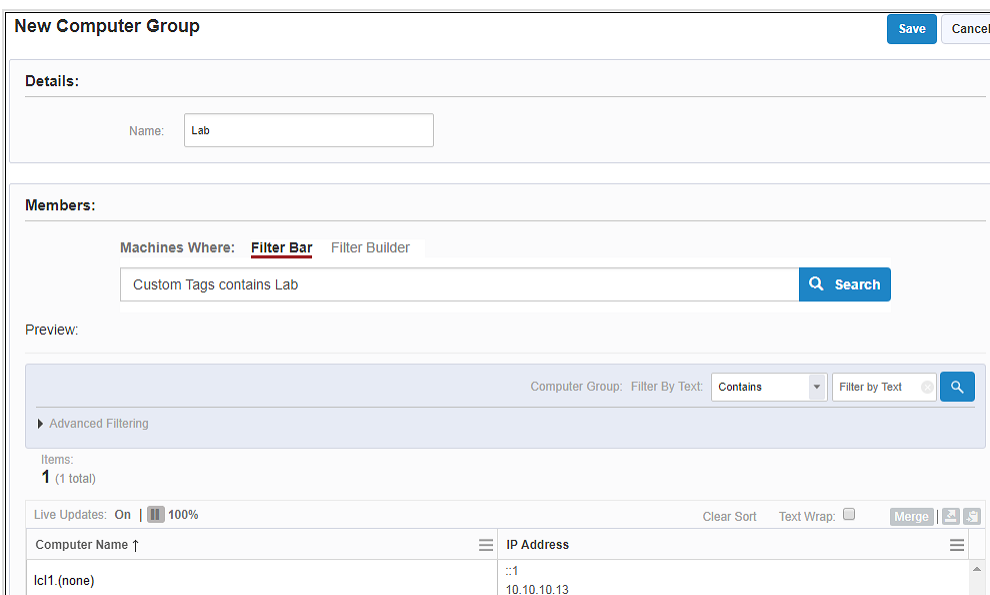 New Computer Group Save Cancel
Details:
Name: Lab
Members:
Machines Where: Filter Bar Filter Builder
Custom Tags contains Lab Search
Preview:
Computer Group: Filter By Text: Contains Filter by Text
Advanced Filtering
Items:
1 (1 total)
Live Updates: On | 100% Clear Sort Text Wrap: Merge |
Computer Name ↑ IP Address
lcl1.(none) ::1
10.10.10.13